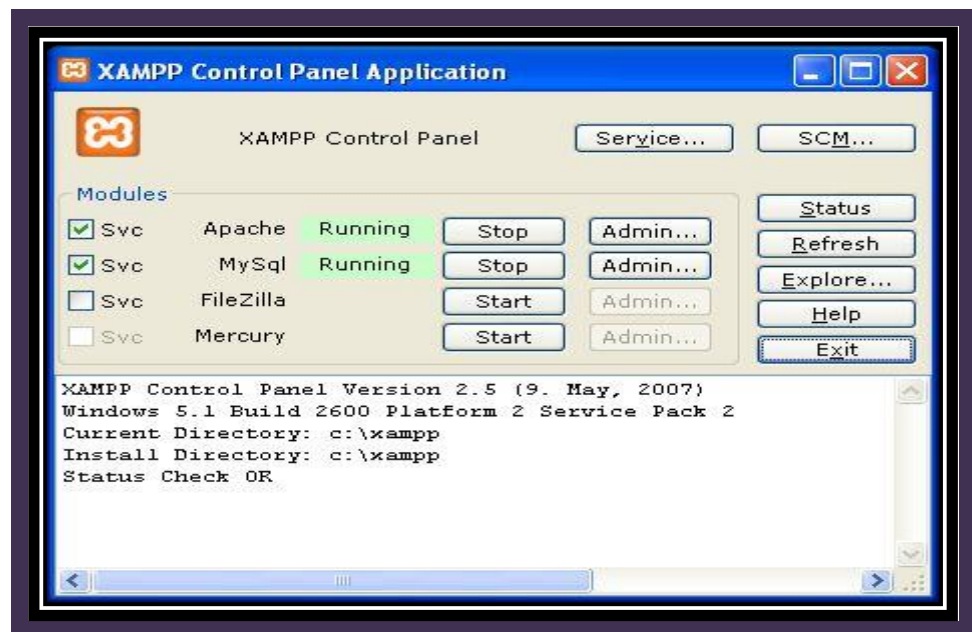 XAMPP Control Panel Application
XAMPP Control Panel Service... SCM...
Modules
Svc Apache Running Stop Admin...
Svc MySql Running Stop Admin...
Svc FileZilla Start Admin...
Svc Mercury Start Admin...
Status
Refresh
Explore...
Help
Exit
XAMPP Control Panel Version 2.5 (9. May, 2007)
Windows 5.1 Build 2600 Platform 2 Service Pack 2
Current Directory: c:\xampp
Install Directory: c:\xampp
Status Check OK